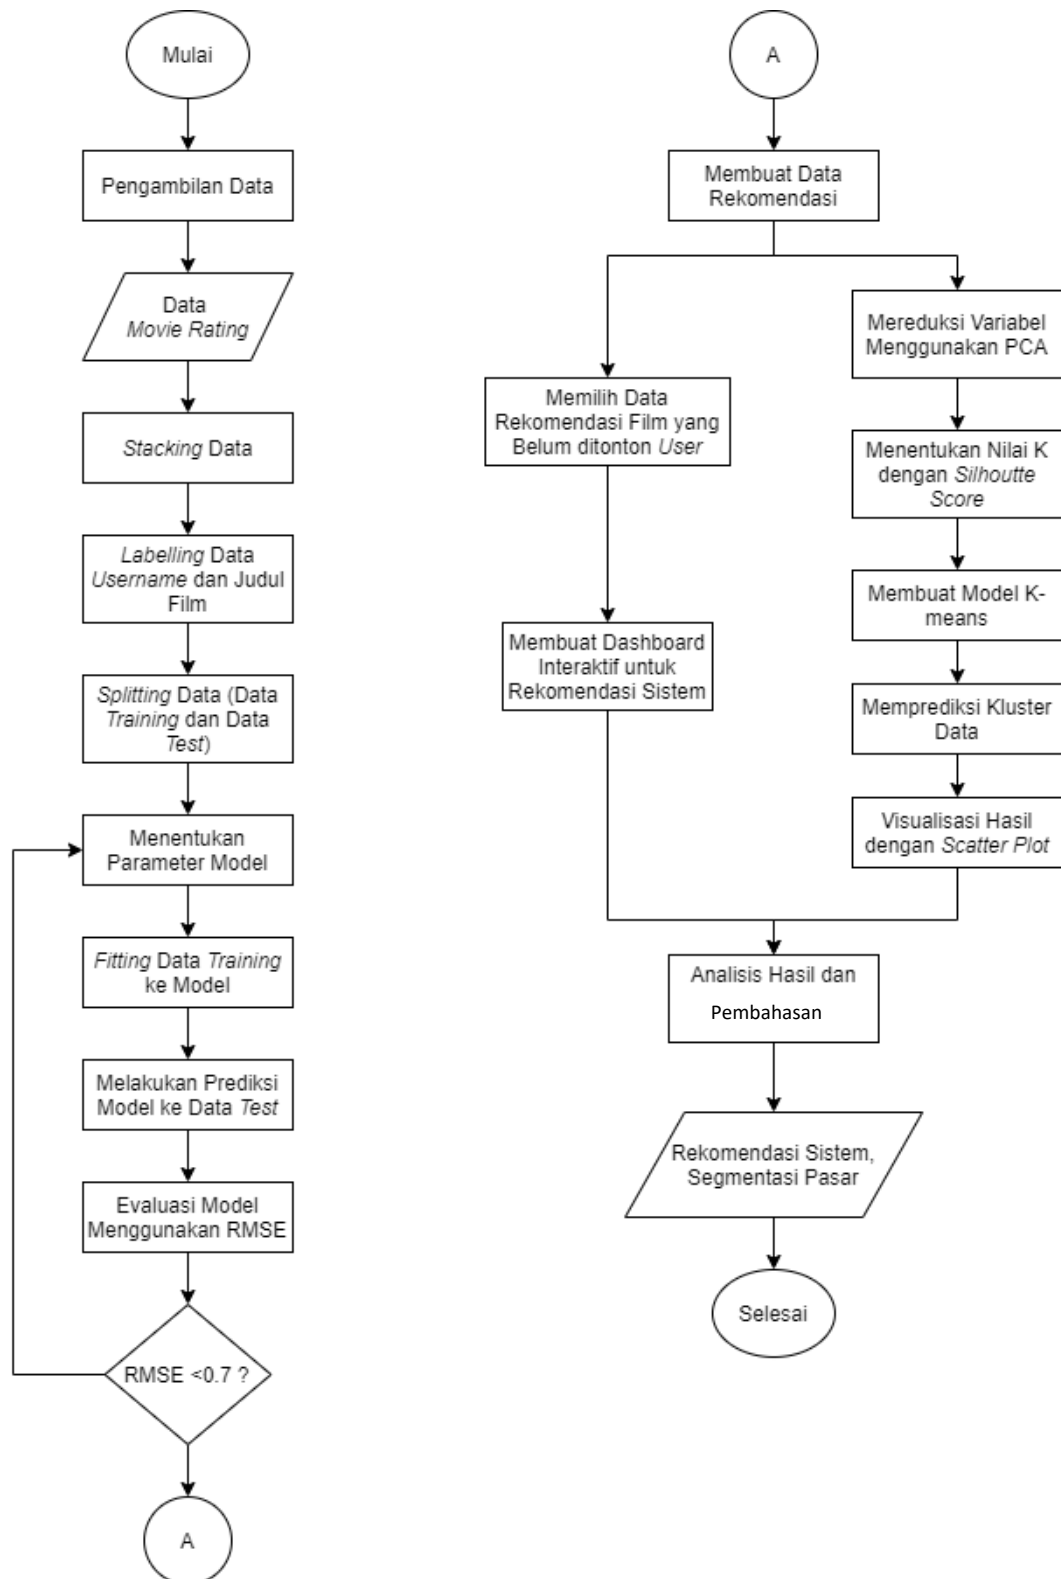 Mulai
Pengambilan Data
Data
Movie Rating
Stacking Data
Labelling Data
Username dan Judul
Film
Splitting Data (Data
Training dan Data
Test)
Menentukan
Parameter Model
Fitting Data Training
ke Model
Melakukan Prediksi
Model ke Data Test
Evaluasi Model
Menggunakan RMSE
RMSE <0.7 ?
A
A
Membuat Data
Rekomendasi
Memilih Data
Rekomendasi Film yang
Belum ditonton User
Membuat Dashboard
Interaktif untuk
Rekomendasi Sistem
Mereduksi Variabel
Menggunakan PCA
Menentukan Nilai K
dengan Silhoutte
Score
Membuat Model K-
means
Memprediksi Kluster
Data
Visualisasi Hasil
dengan Scatter Plot
Analisis Hasil dan
Pembahasan
Rekomendasi Sistem,
Segmentasi Pasar
Selesai